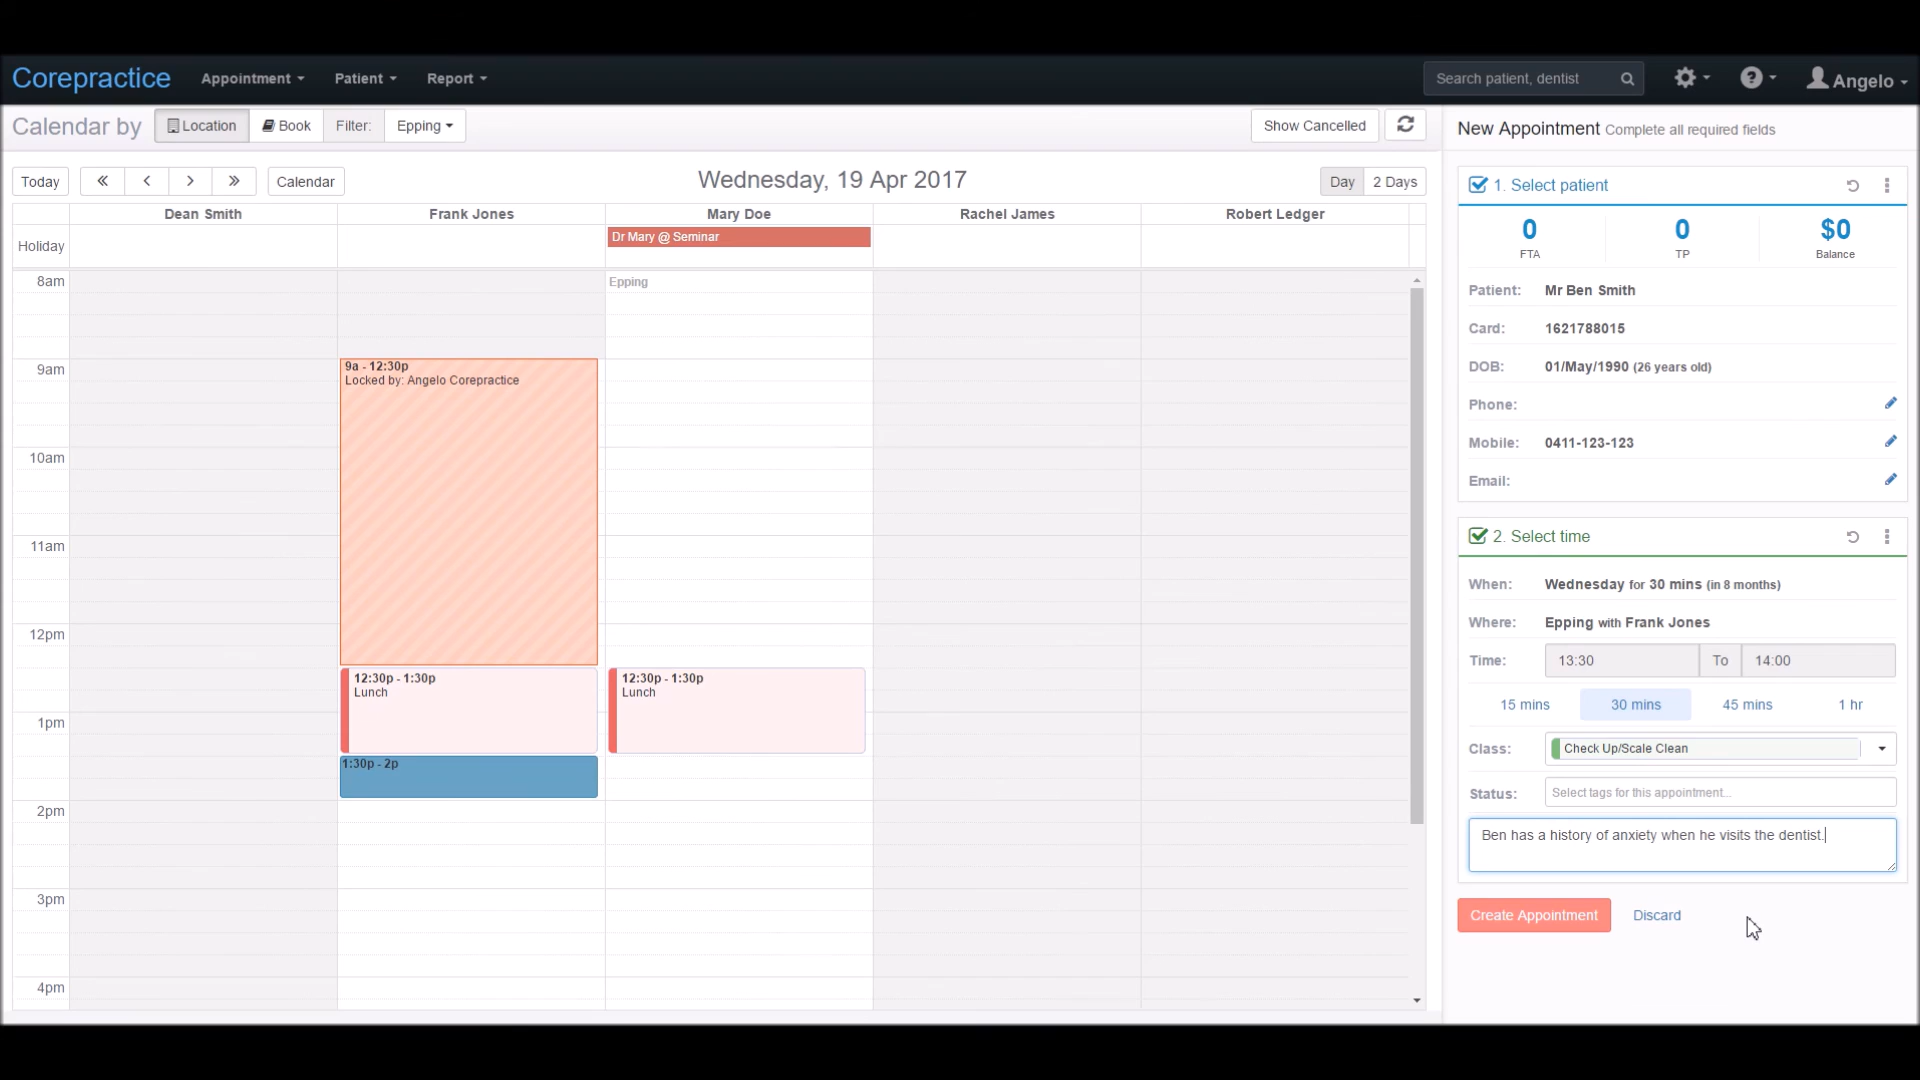 Corepractice Appointment Patient Report Search patient, dentist Angelo
Calendar by Location Book Filter: Epping Show Cancelled
New Appointment Complete all required fields
Today Calendar Wednesday, 19 Apr 2017 Day 2 Days
Dean Smith Frank Jones Mary Doe Rachel James Robert Ledger
Holiday Dr Mary @ Seminar
8am Epping
9am
9a - 12:30p
Locked by: Angelo Corepractice
10am
11am
12pm
12:30p - 1:30p
Lunch
12:30p - 1:30p
Lunch
1pm
1:30p - 2p
2pm
3pm
4pm
1. Select patient
0 0 $0
FTA TP Balance
Patient: Mr Ben Smith
Card: 1621788015
DOB: 01/May/1990 (26 years old)
Phone:
Mobile: 0411-123-123
Email:
2. Select time
When: Wednesday for 30 mins (in 8 months)
Where: Epping with Frank Jones
Time: 13:30 To 14:00
15 mins 30 mins 45 mins 1 hr
Class: Check Up/Scale Clean
Status: Select tags for this appointment...
Ben has a history of anxiety when he visits the dentist.
Create Appointment Discard